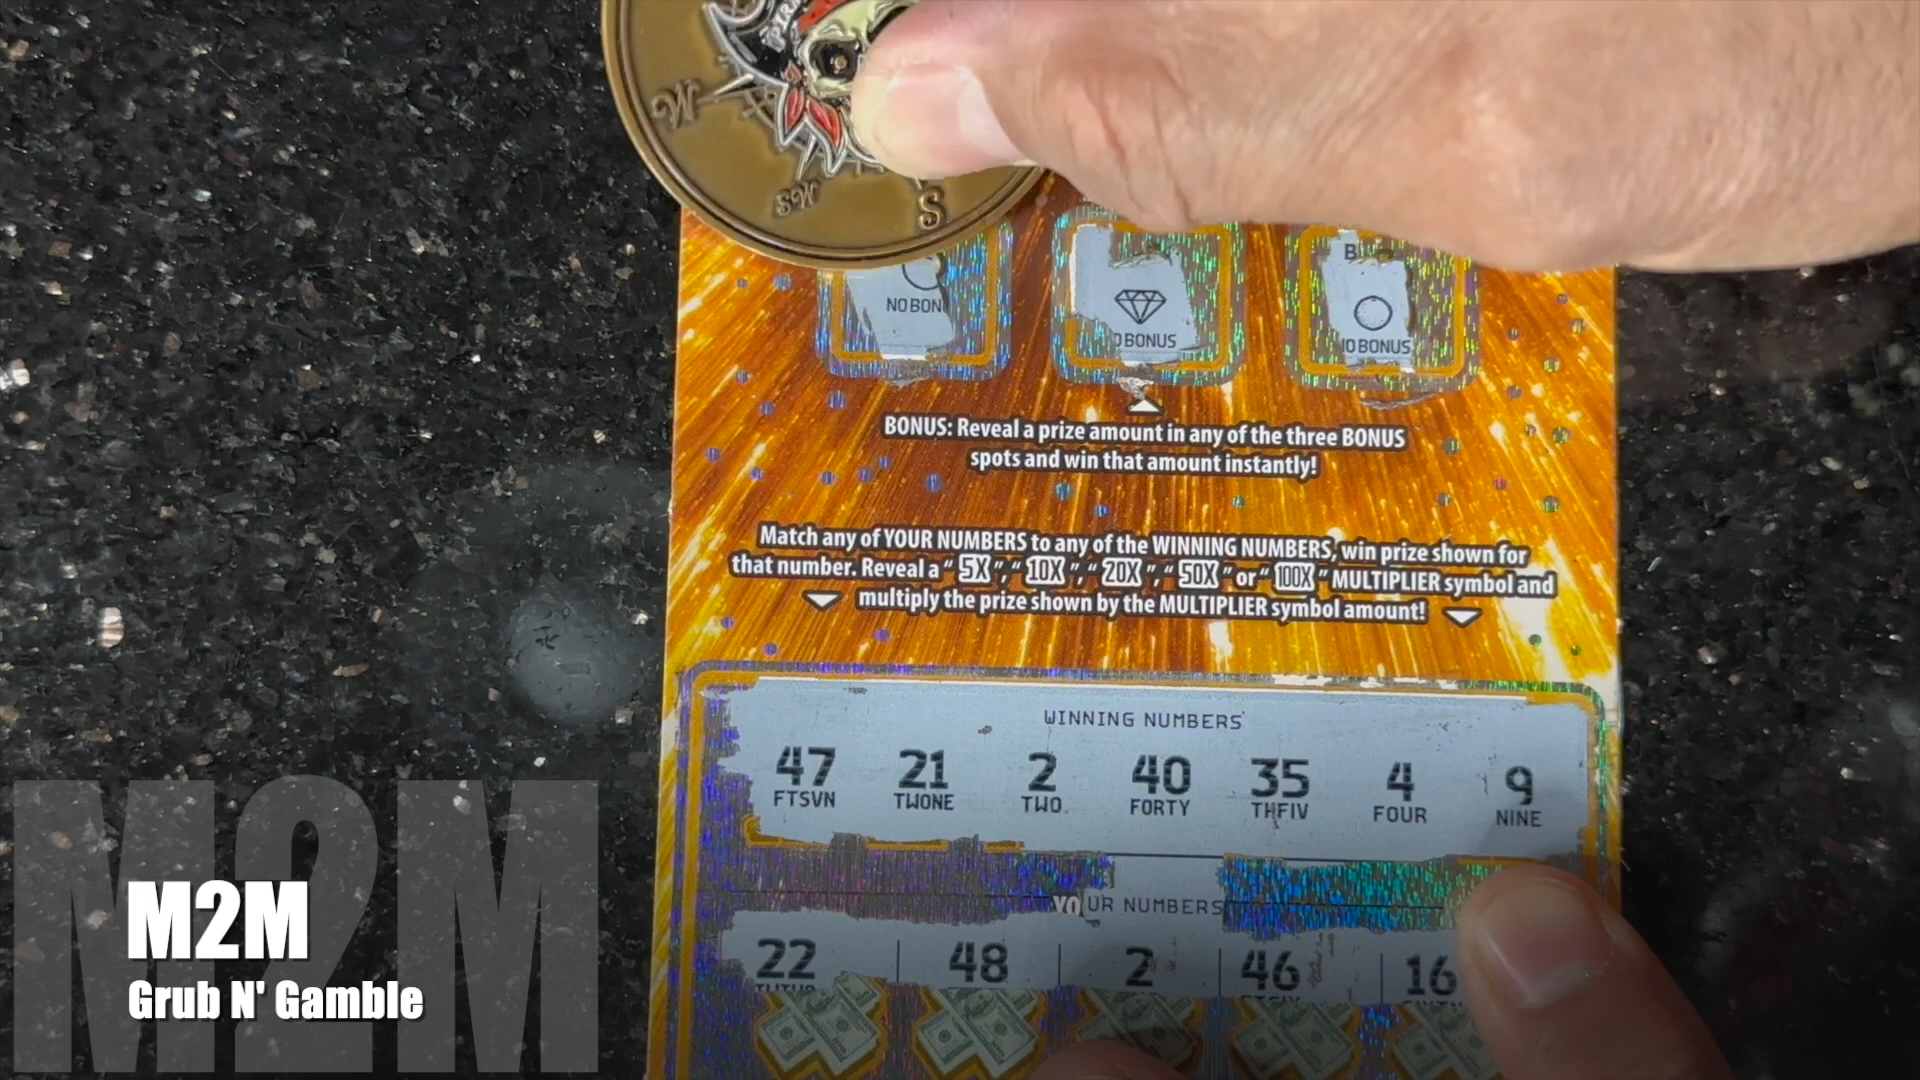 W
SW
S
NO BON
O BONUS
B
IO BONUS
BONUS: Reveal a prize amount in any of the three BONUS
spots and win that amount instantly!
Match any of YOUR NUMBERS to any of the WINNING NUMBERS, win prize shown for
that number. Reveal a "5X", "10X", "20X", "50X" or "100X" MULTIPLIER symbol and
multiply the prize shown by the MULTIPLIER symbol amount!
WINNING NUMBERS
47 21 2 40 35 4 9
FTSVN TWONE TWO FORTY THFIV FOUR NINE
YOUR NUMBERS
22 48 2 46 16
M2M
M2M
Grub N' Gamble